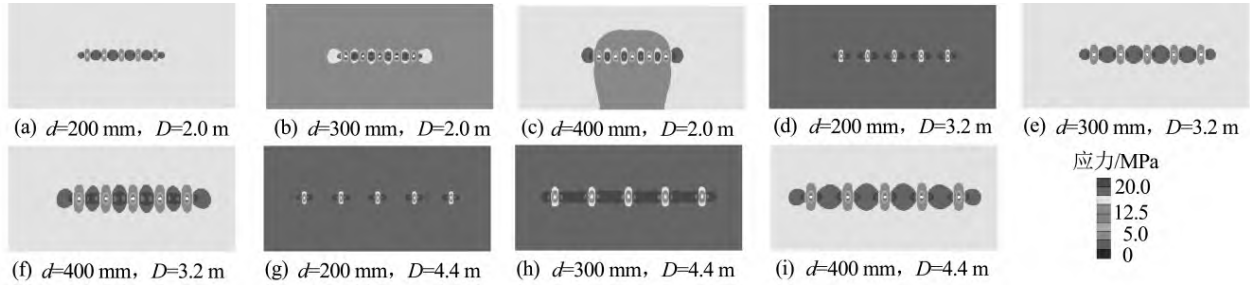 (a) d=200 mm，D=2.0 m
(b) d=300 mm，D=2.0 m
(c) d=400 mm，D=2.0 m
(d) d=200 mm，D=3.2 m
(e) d=300 mm，D=3.2 m
(f) d=400 mm，D=3.2 m
(g) d=200 mm，D=4.4 m
(h) d=300 mm，D=4.4 m
(i) d=400 mm，D=4.4 m
应力/MPa
20.0
12.5
5.0
0